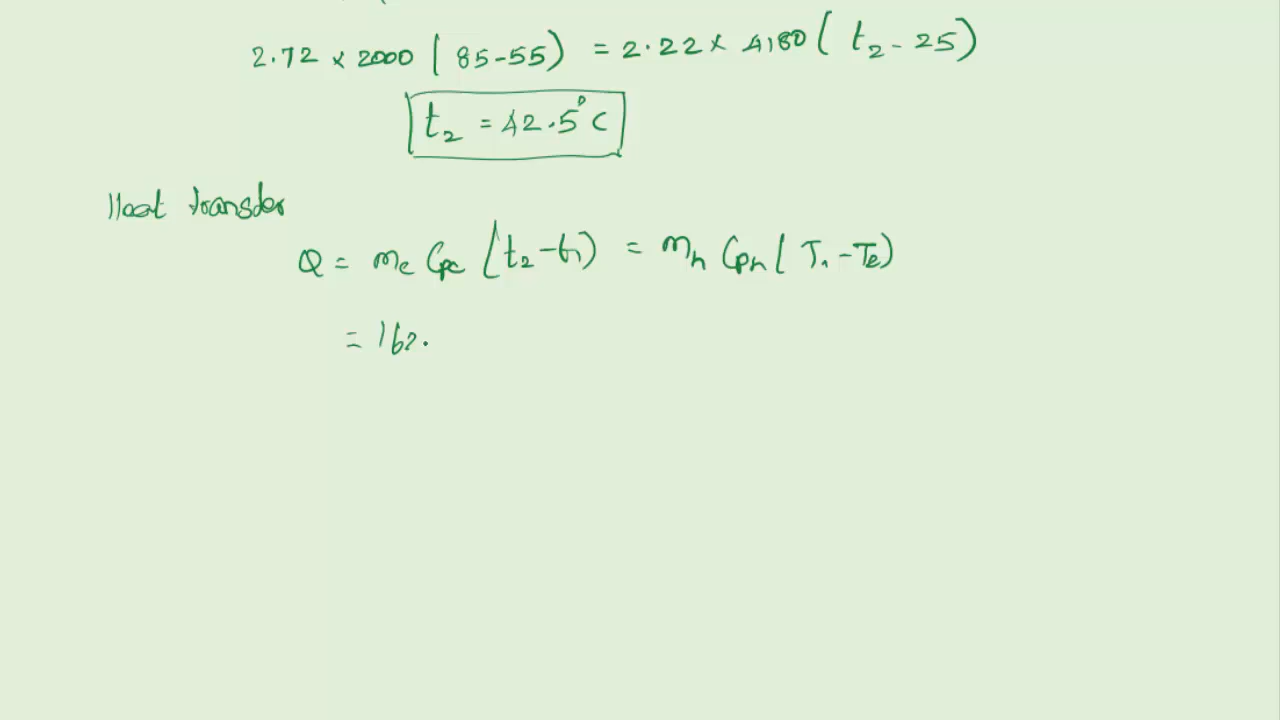 2.72 × 2000 (85-55) = 2.22 × 4180 (t₂ - 25)
t₂ = 42.5°C
Heat transfer
Q = mc Cpc (t₂ - t₁) = mh Cph (T₁ - T₂)
= 162.